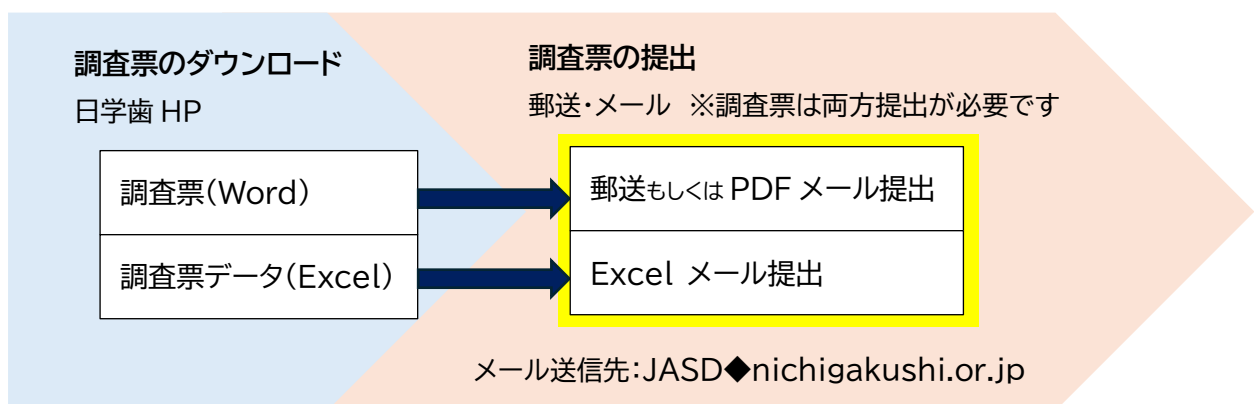 調査票のダウンロード
日学歯 HP
調査票(Word)
調査票データ(Excel)
調査票の提出
郵送・メール ※調査票は両方提出が必要です
郵送もしくは PDF メール提出
Excel メール提出
メール送信先:JASD◆nichigakushi.or.jp